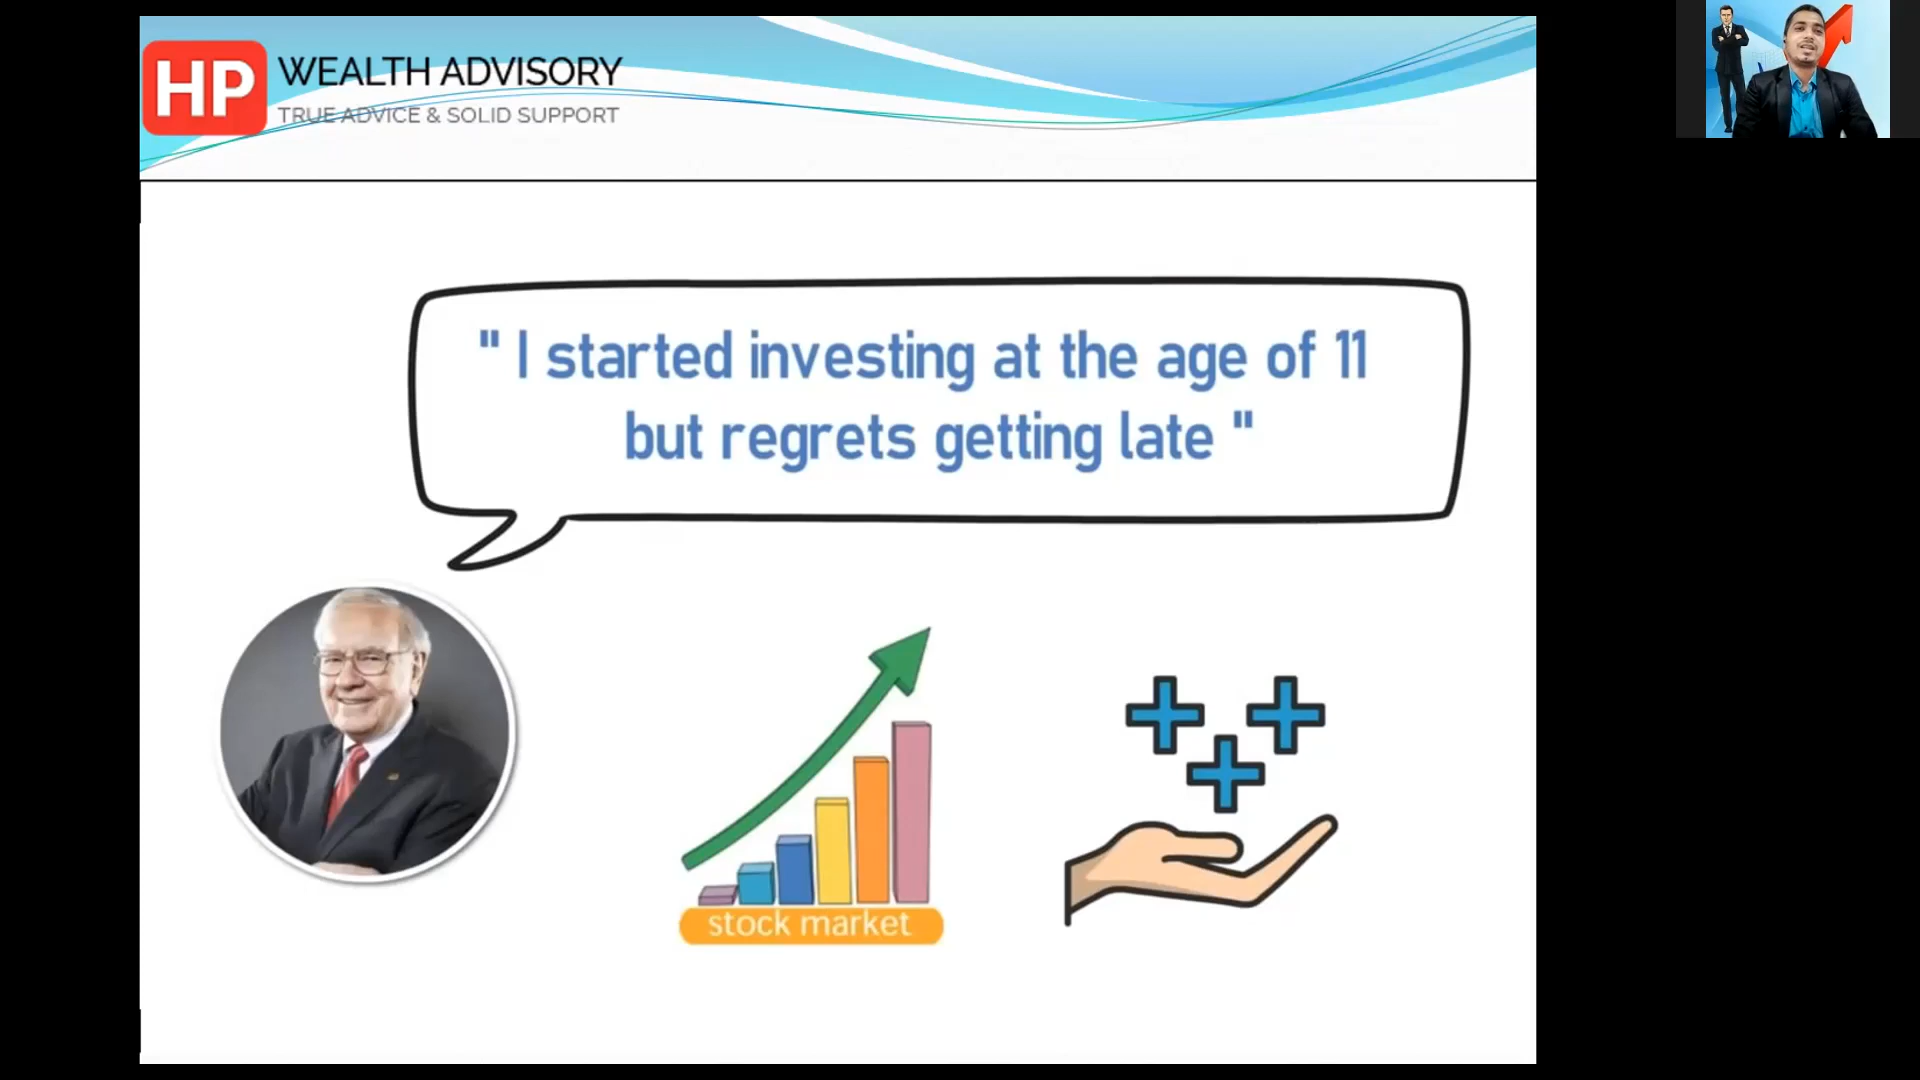 HP
WEALTH ADVISORY
TRUE ADVICE & SOLID SUPPORT
" I started investing at the age of 11
but regrets getting late "
stock market